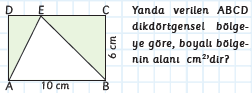 D E C
6 cm
A 10 cm B
Yanda verilen ABCD
dikdörtgensel bölge-
ye göre, boyalı bölge-
nin alanı cm²'dir?